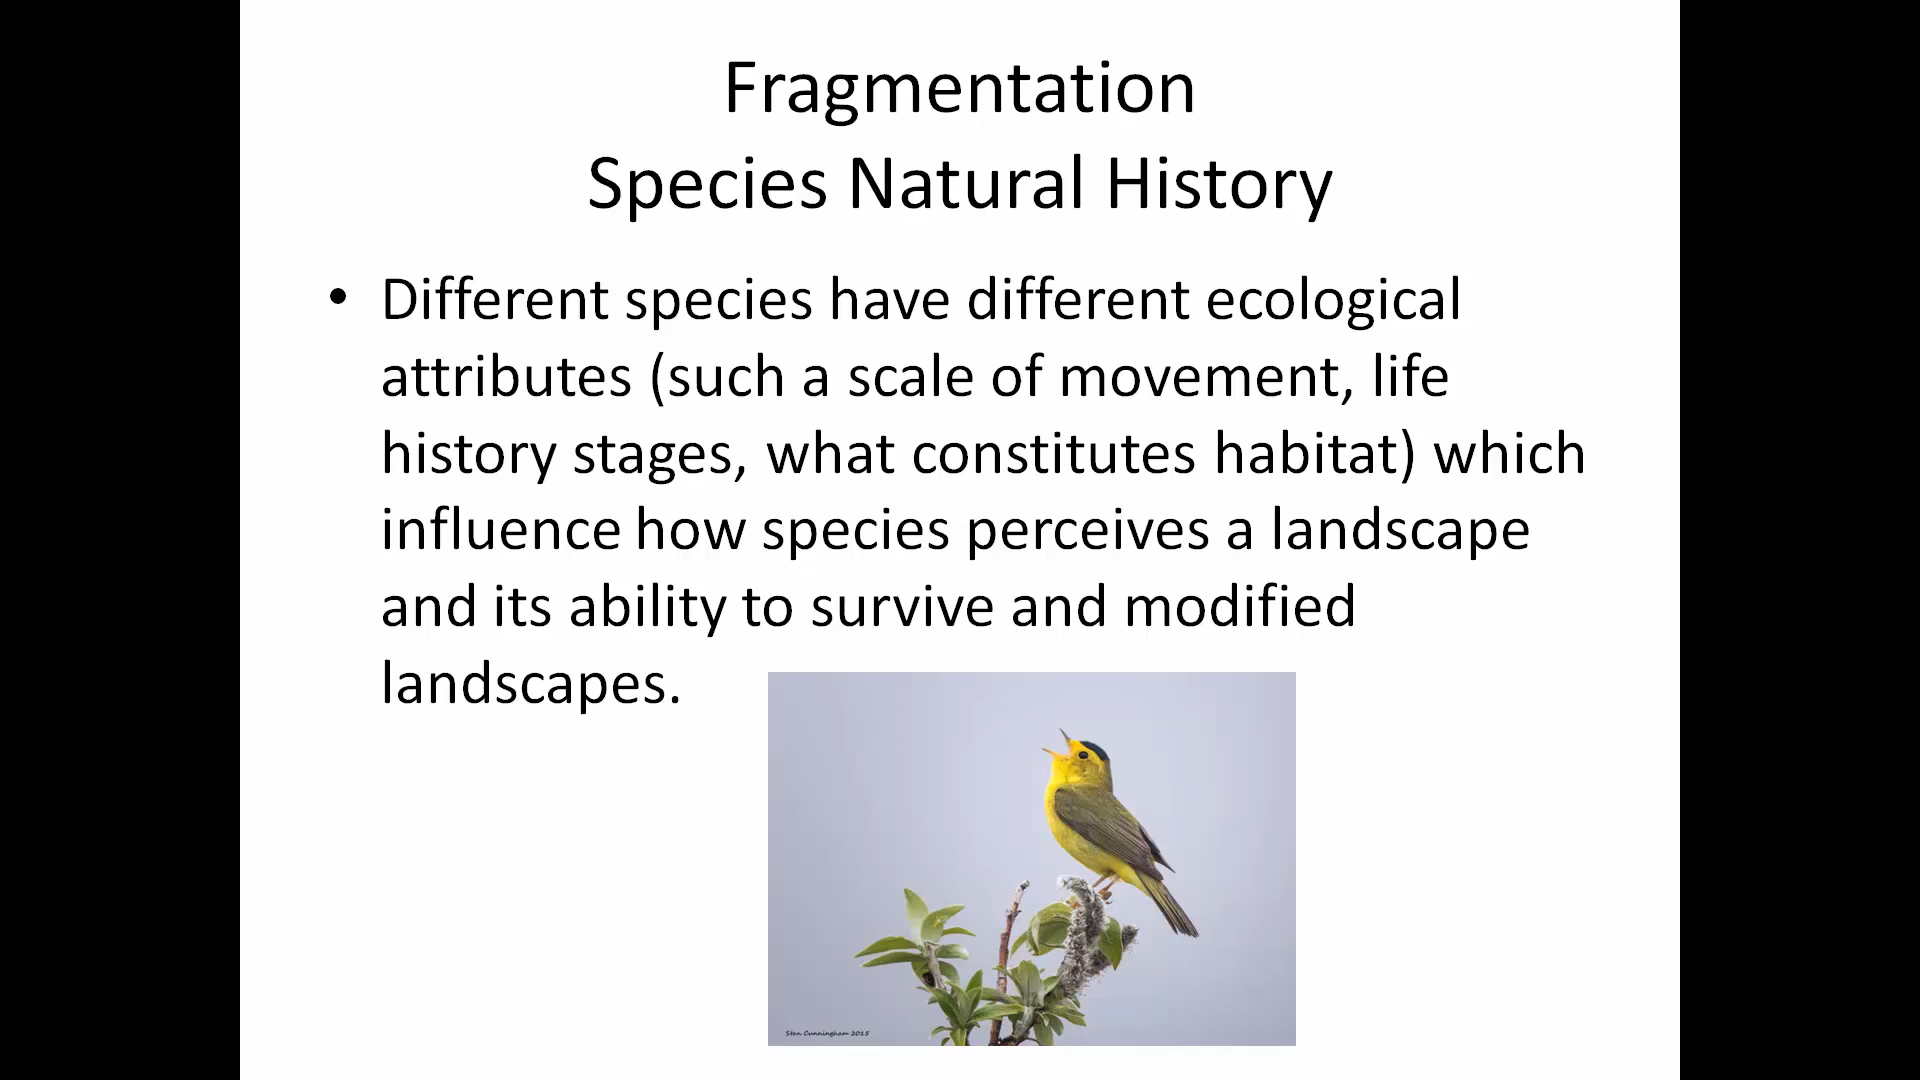 Fragmentation
Species Natural History
• Different species have different ecological
attributes (such a scale of movement, life
history stages, what constitutes habitat) which
influence how species perceives a landscape
and its ability to survive and modified
landscapes.
Stan Cunningham 2015